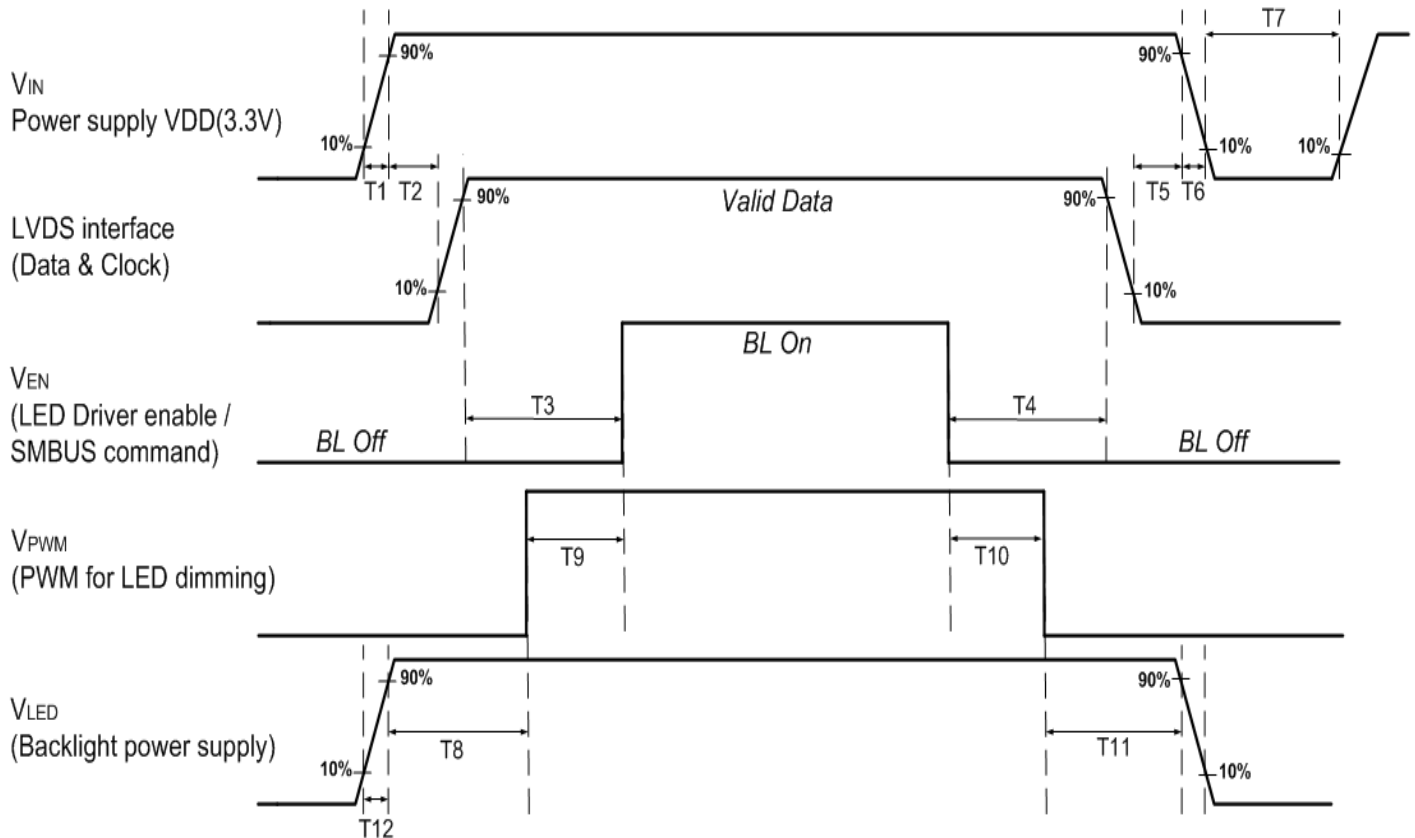 T7
90%
90%
VIN
Power supply VDD(3.3V)
10%
10%
10%
T1
T2
T5
T6
90%
Valid Data
90%
LVDS interface
(Data & Clock)
10%
10%
BL On
VEN
(LED Driver enable /
SMBUS command)
T3
T4
BL Off
BL Off
VPWM
(PWM for LED dimming)
T9
T10
90%
90%
VLED
(Backlight power supply)
T8
T11
10%
10%
T12